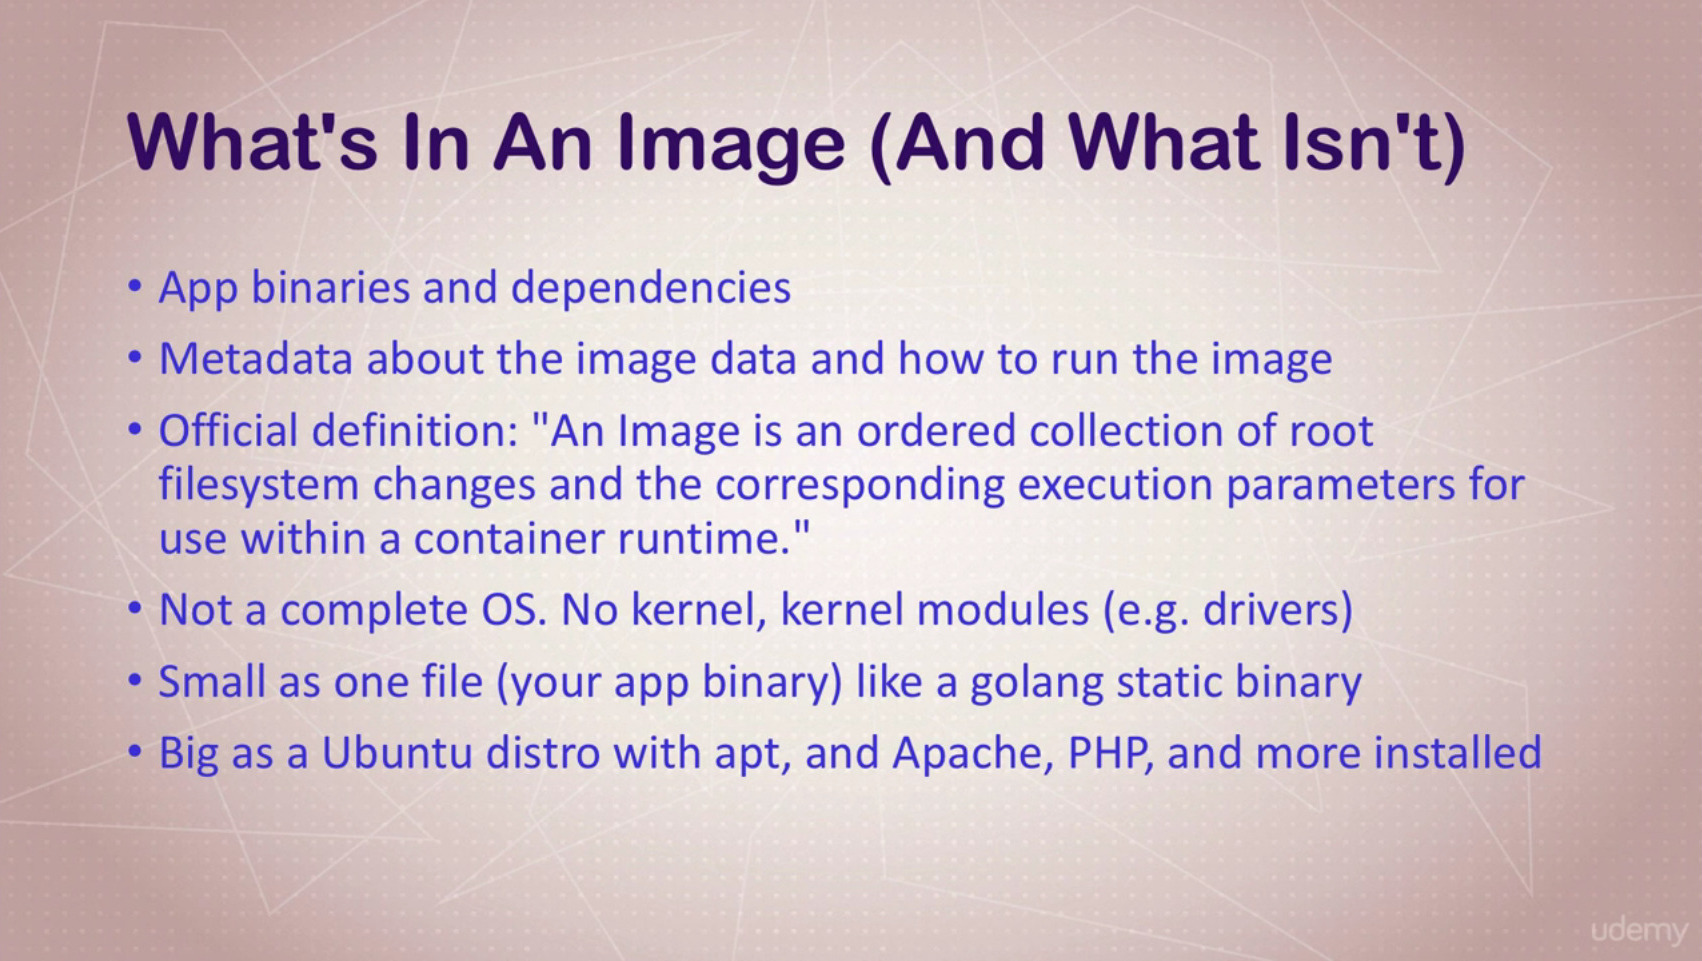 What's In An Image (And What Isn't)
• App binaries and dependencies
• Metadata about the image data and how to run the image
• Official definition: "An Image is an ordered collection of root
filesystem changes and the corresponding execution parameters for
use within a container runtime."
• Not a complete OS. No kernel, kernel modules (e.g. drivers)
• Small as one file (your app binary) like a golang static binary
• Big as a Ubuntu distro with apt, and Apache, PHP, and more installed
udemy